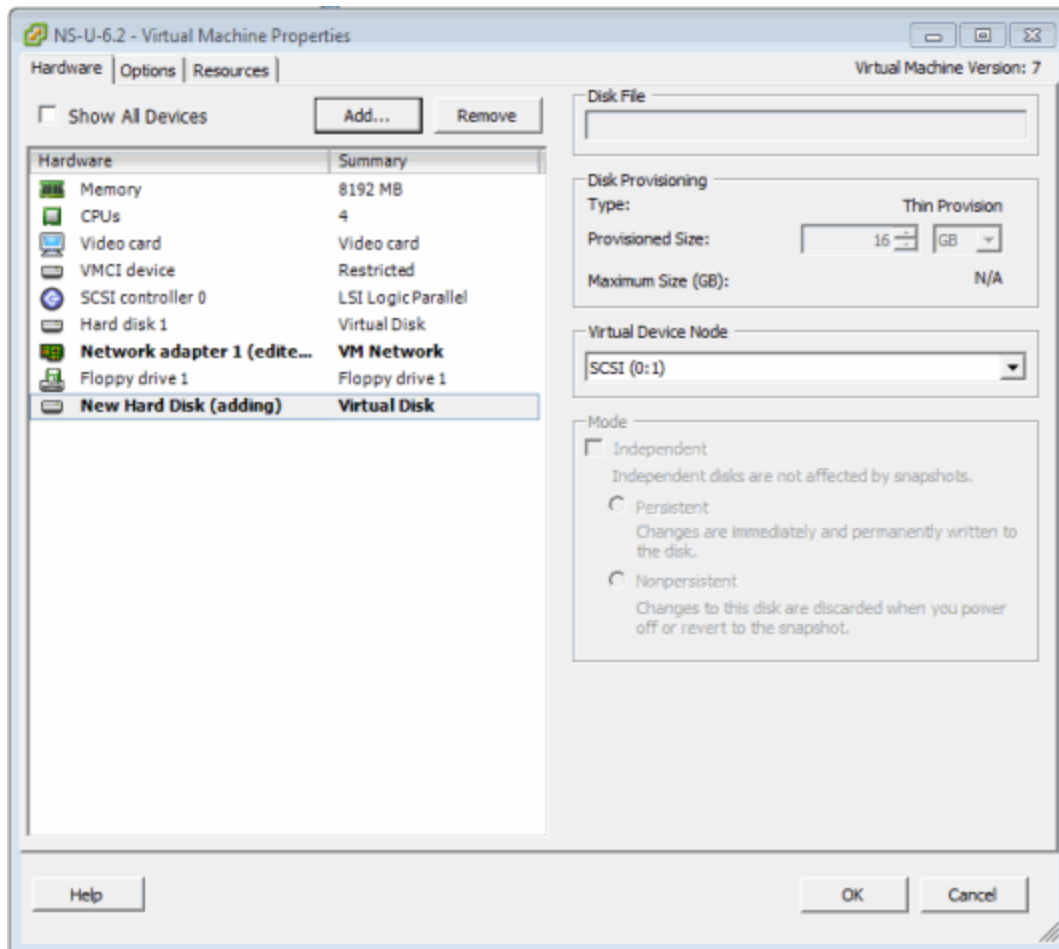 NS-U-6.2 - Virtual Machine Properties
Hardware Options Resources Virtual Machine Version: 7
Show All Devices Add... Remove
Hardware Summary
Memory 8192 MB
CPUs 4
Video card Video card
VMCI device Restricted
SCSI controller 0 LSI Logic Parallel
Hard disk 1 Virtual Disk
Network adapter 1 (edite... VM Network
Floppy drive 1 Floppy drive 1
New Hard Disk (adding) Virtual Disk
Disk File
Disk Provisioning
Type: Thin Provision
Provisioned Size: 16 GB
Maximum Size (GB): N/A
Virtual Device Node
SCSI (0:1)
Mode
Independent
Independent disks are not affected by snapshots.
Persistent
Changes are immediately and permanently written to
the disk.
Nonpersistent
Changes to this disk are discarded when you power
off or revert to the snapshot.
Help OK Cancel